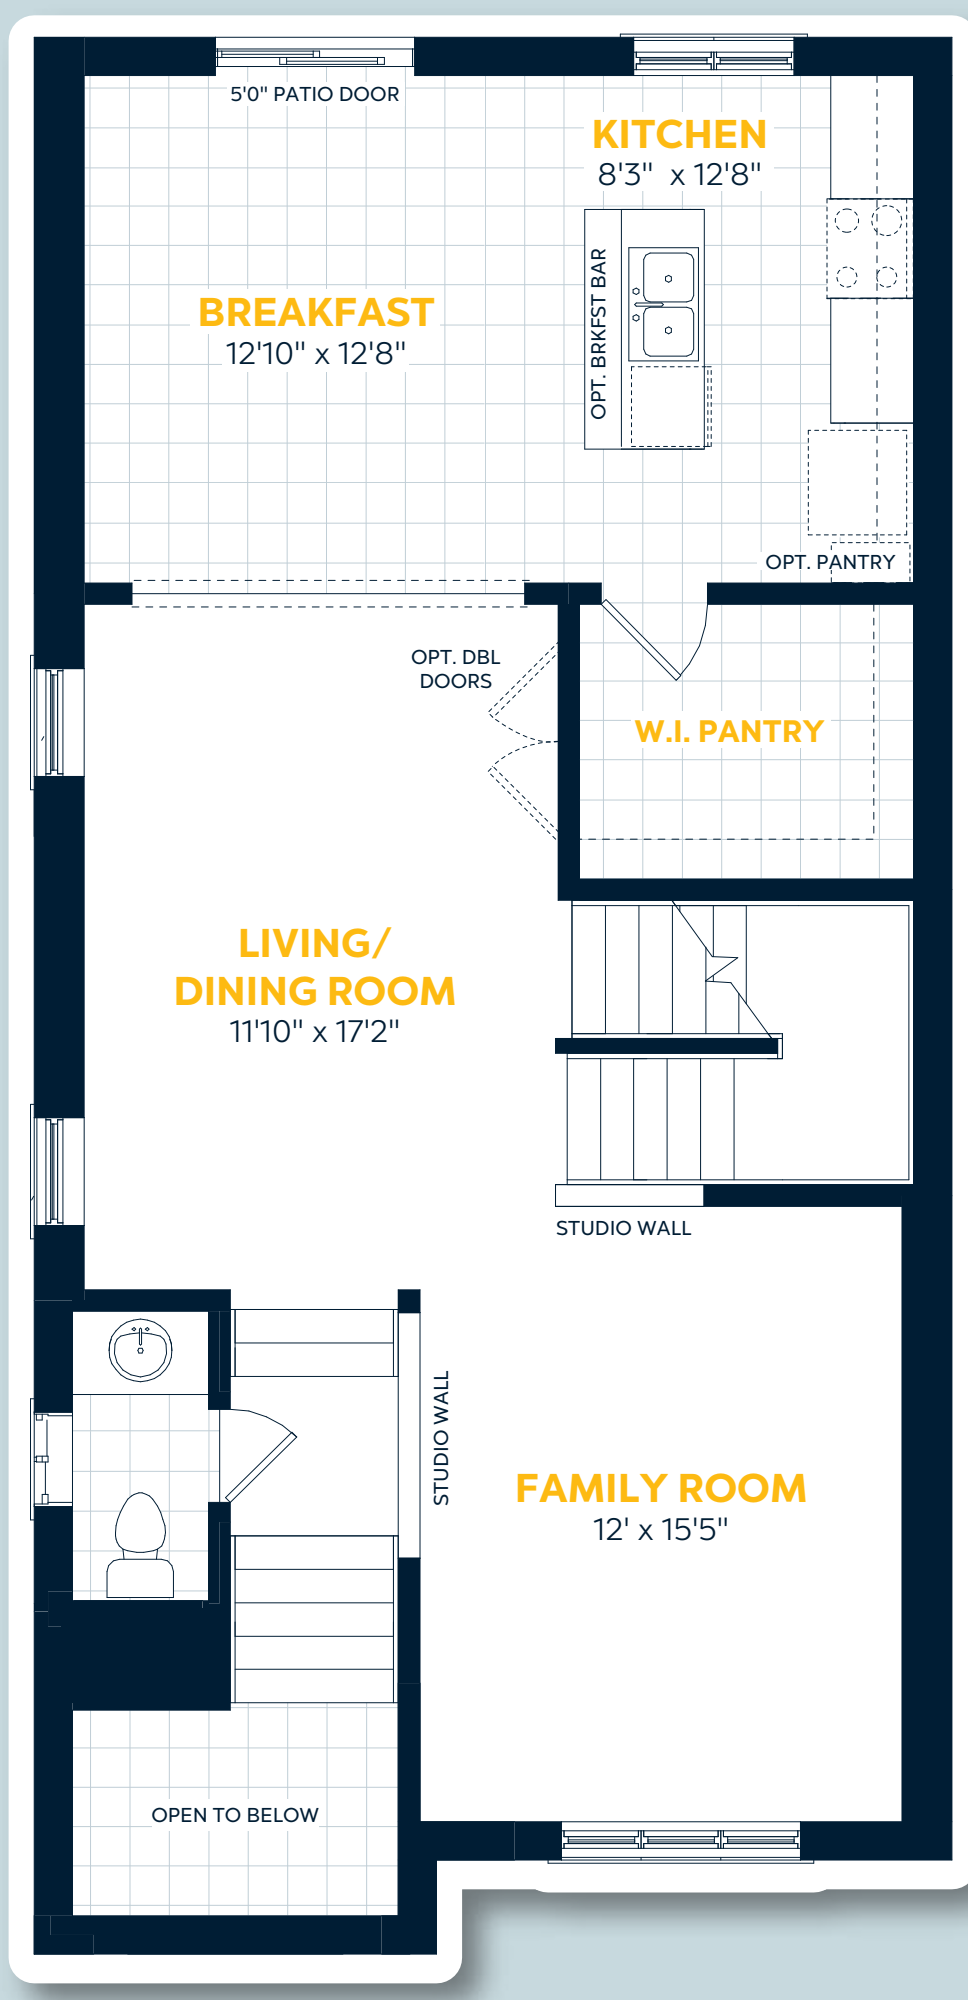 5'0" PATIO DOOR
KITCHEN
8'3" x 12'8"
OPT. BRKFST BAR
BREAKFAST
12'10" x 12'8"
OPT. PANTRY
OPT. DBL
DOORS
W.I. PANTRY
LIVING/
DINING ROOM
11'10" x 17'2"
STUDIO WALL
STUDIO WALL
FAMILY ROOM
12' x 15'5"
OPEN TO BELOW